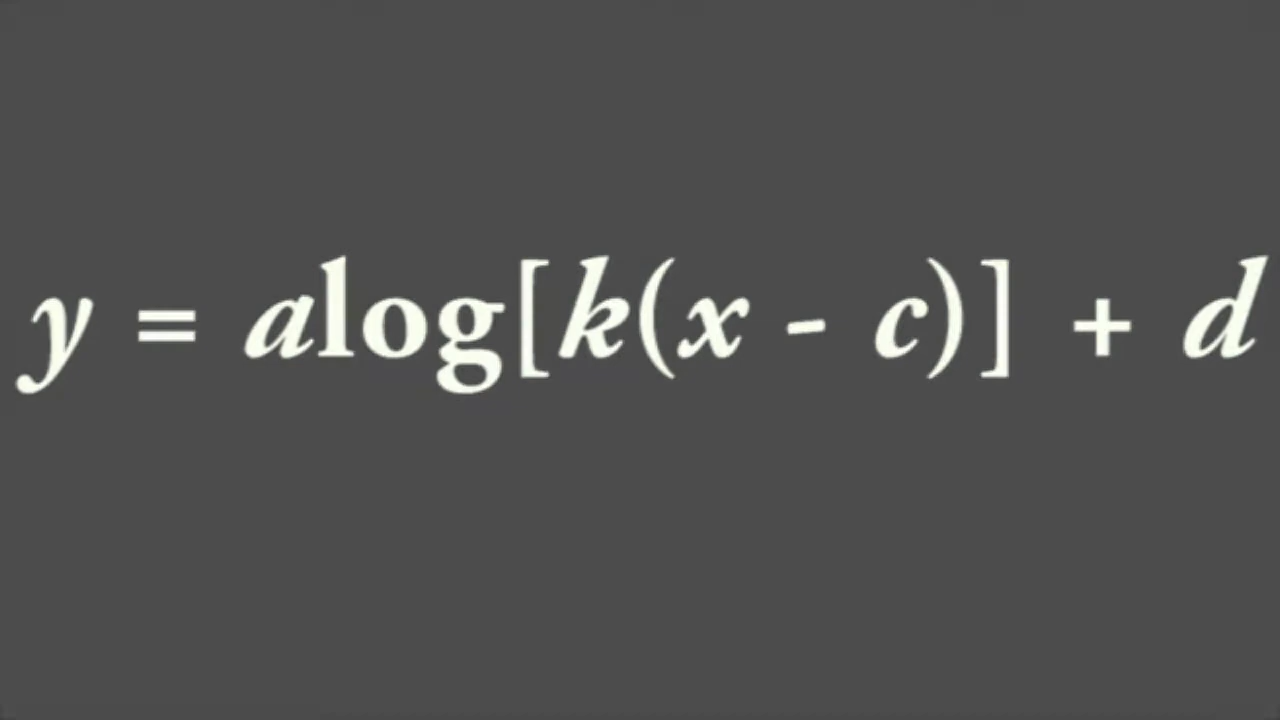 y = alog[k(x - c)] + d